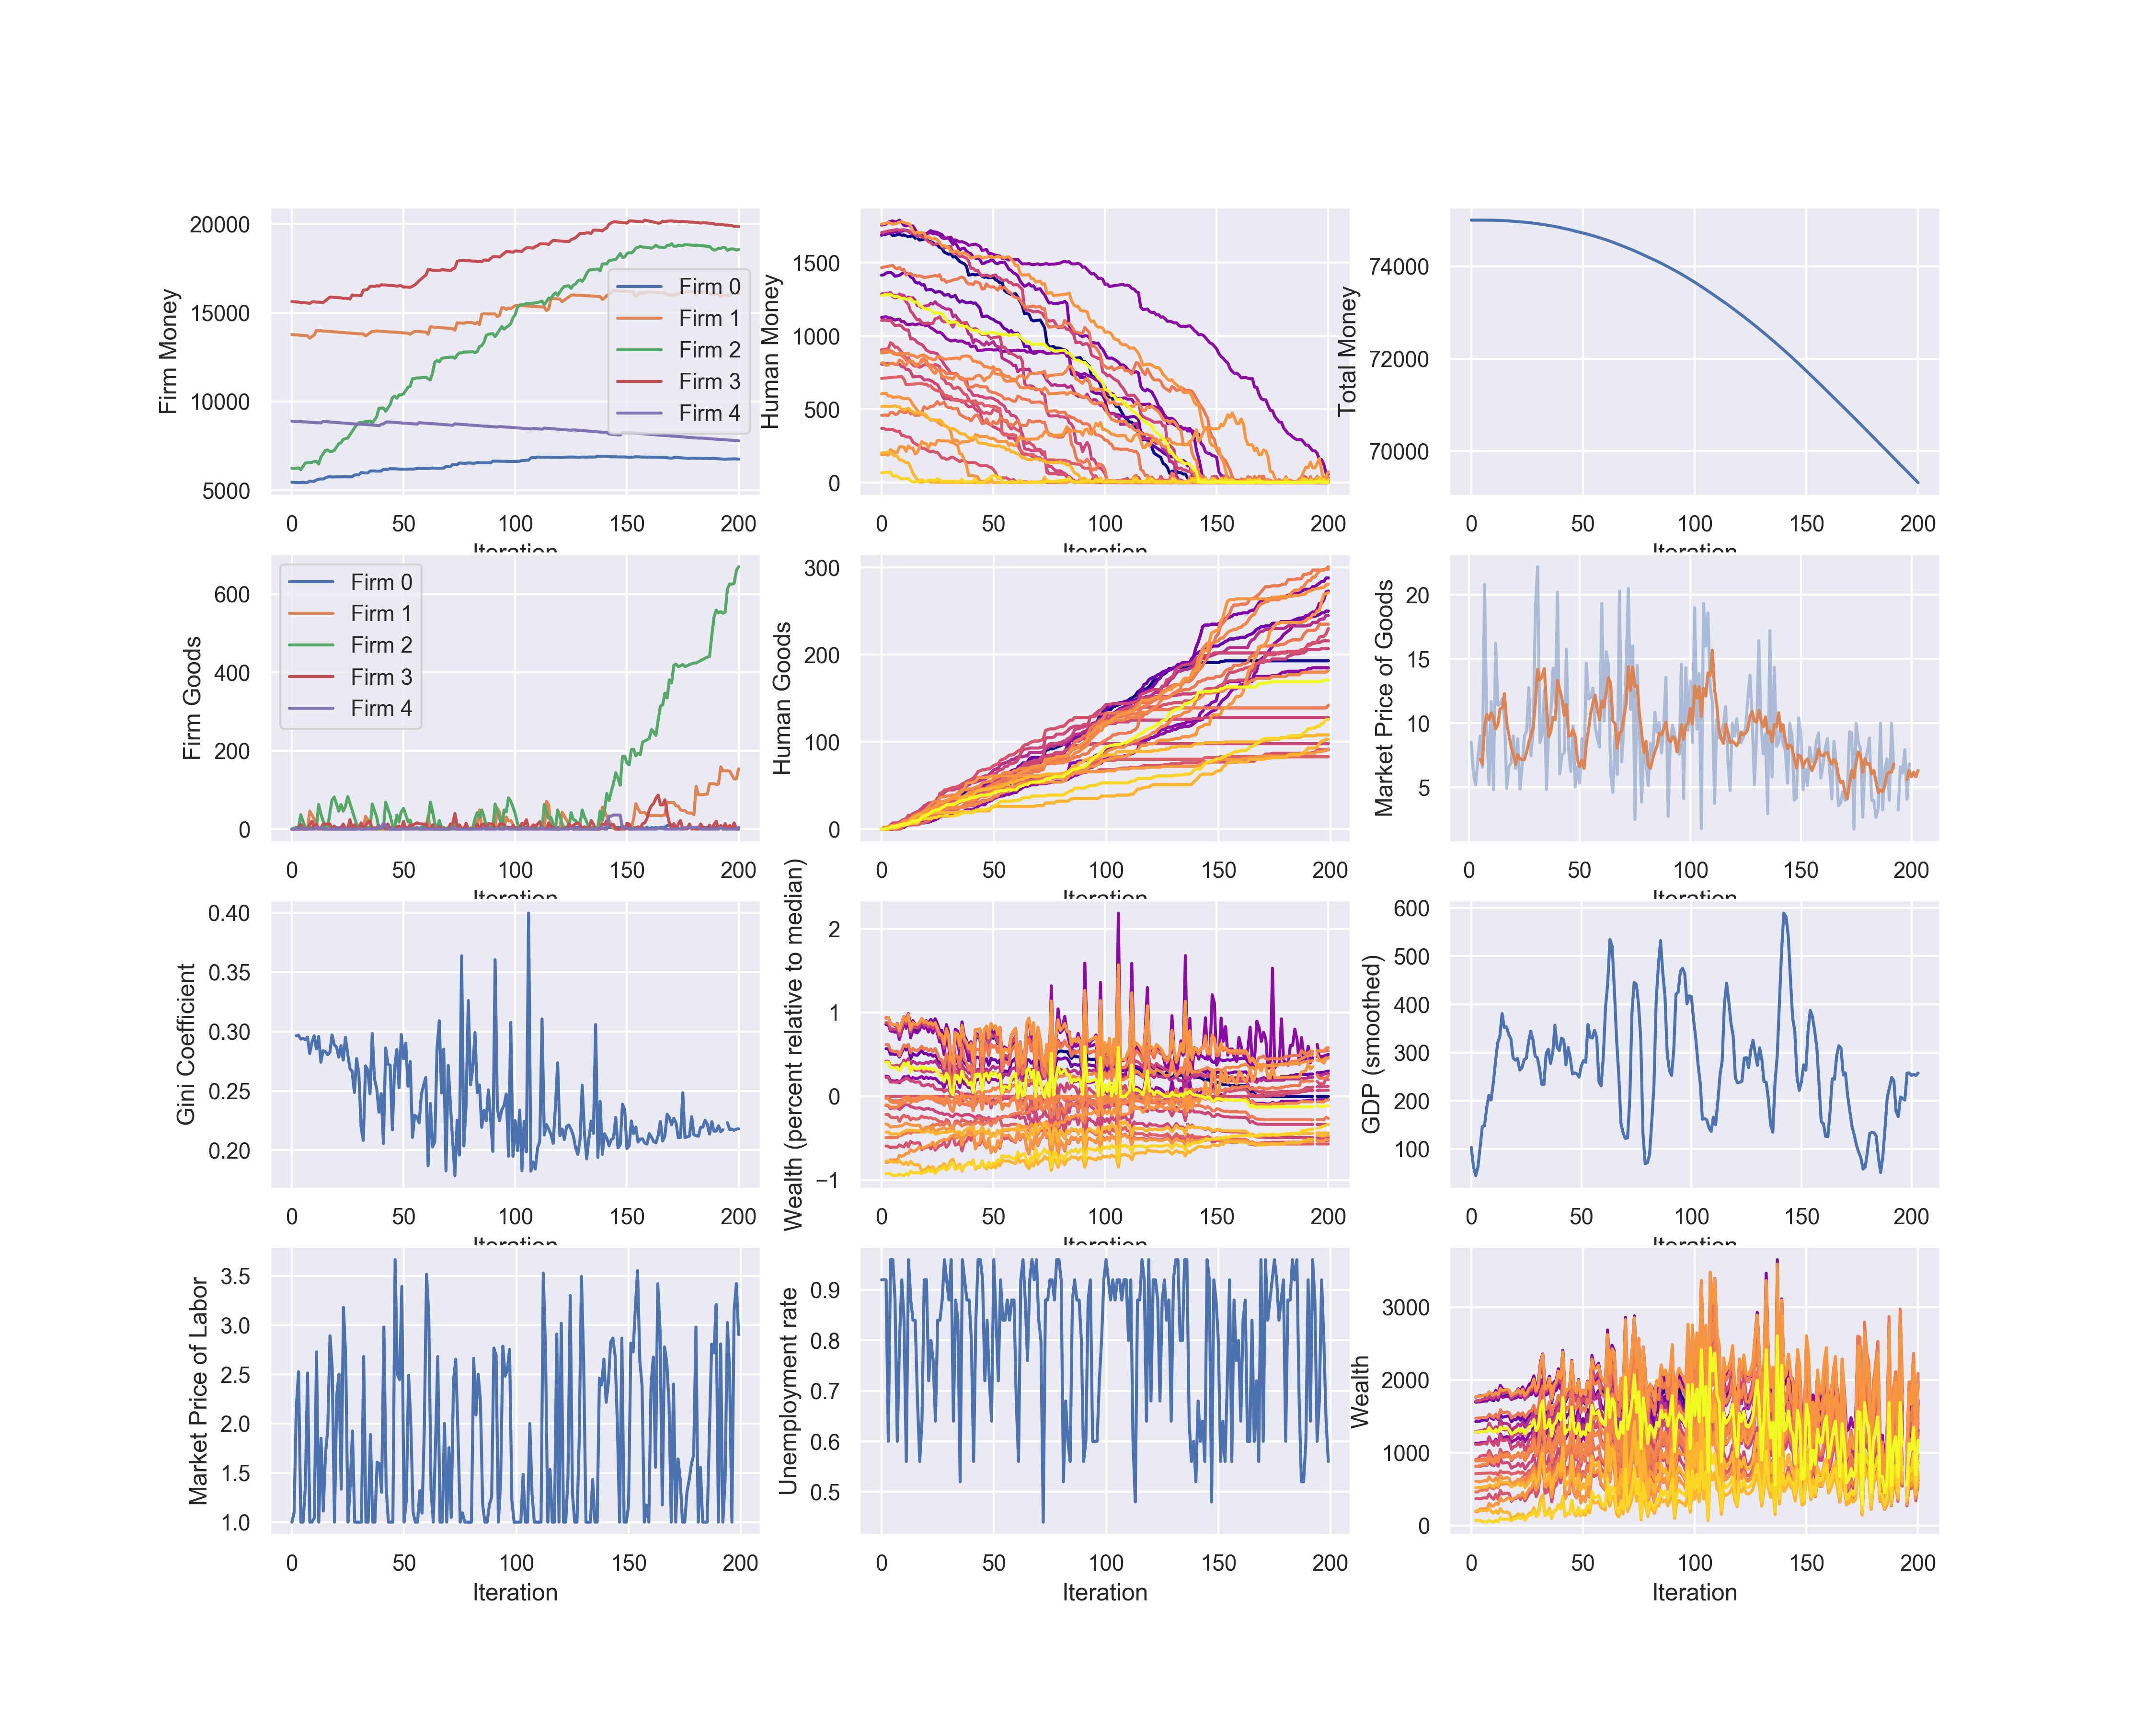 Firm Money
20000
15000
10000
5000
0 50 100 150 200
Iteration
Firm 0
Firm 1
Firm 2
Firm 3
Firm 4
Human Money
1500
1000
500
0
0 50 100 150 200
Iteration
Total Money
74000
72000
70000
0 50 100 150 200
Iteration
Firm Goods
600
400
200
0
0 50 100 150 200
Iteration
Firm 0
Firm 1
Firm 2
Firm 3
Firm 4
Human Goods
300
200
100
0
0 50 100 150 200
Iteration
Market Price of Goods
20
15
10
5
0 50 100 150 200
Iteration
Gini Coefficient
0.40
0.35
0.30
0.25
0.20
0 50 100 150 200
Iteration
Wealth (percent relative to median)
2
1
0
−1
0 50 100 150 200
Iteration
GDP (smoothed)
600
500
400
300
200
100
0 50 100 150 200
Iteration
Market Price of Labor
3.5
3.0
2.5
2.0
1.5
1.0
0 50 100 150 200
Iteration
Unemployment rate
0.9
0.8
0.7
0.6
0.5
0 50 100 150 200
Iteration
Wealth
3000
2000
1000
0
0 50 100 150 200
Iteration